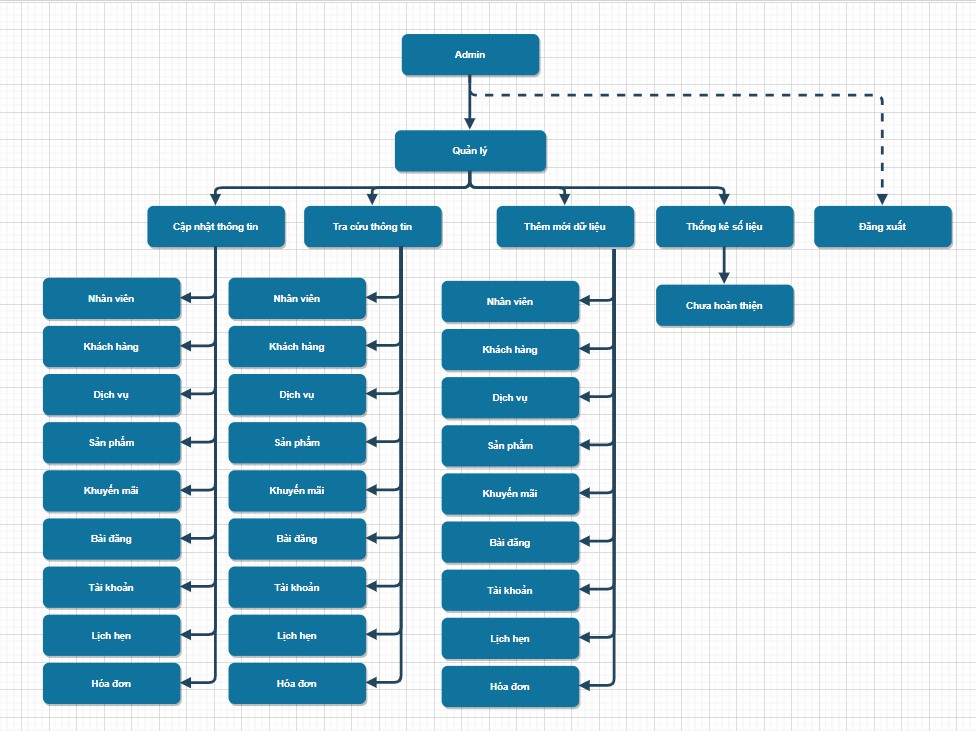 Admin
Quản lý
Cập nhật thông tin
Tra cứu thông tin
Thêm mới dữ liệu
Thống kê số liệu
Đăng xuất
Nhân viên
Khách hàng
Dịch vụ
Sản phẩm
Khuyến mãi
Bài đăng
Tài khoản
Lịch hẹn
Hóa đơn
Nhân viên
Khách hàng
Dịch vụ
Sản phẩm
Khuyến mãi
Bài đăng
Tài khoản
Lịch hẹn
Hóa đơn
Nhân viên
Khách hàng
Dịch vụ
Sản phẩm
Khuyến mãi
Bài đăng
Tài khoản
Lịch hẹn
Hóa đơn
Chưa hoàn thiện